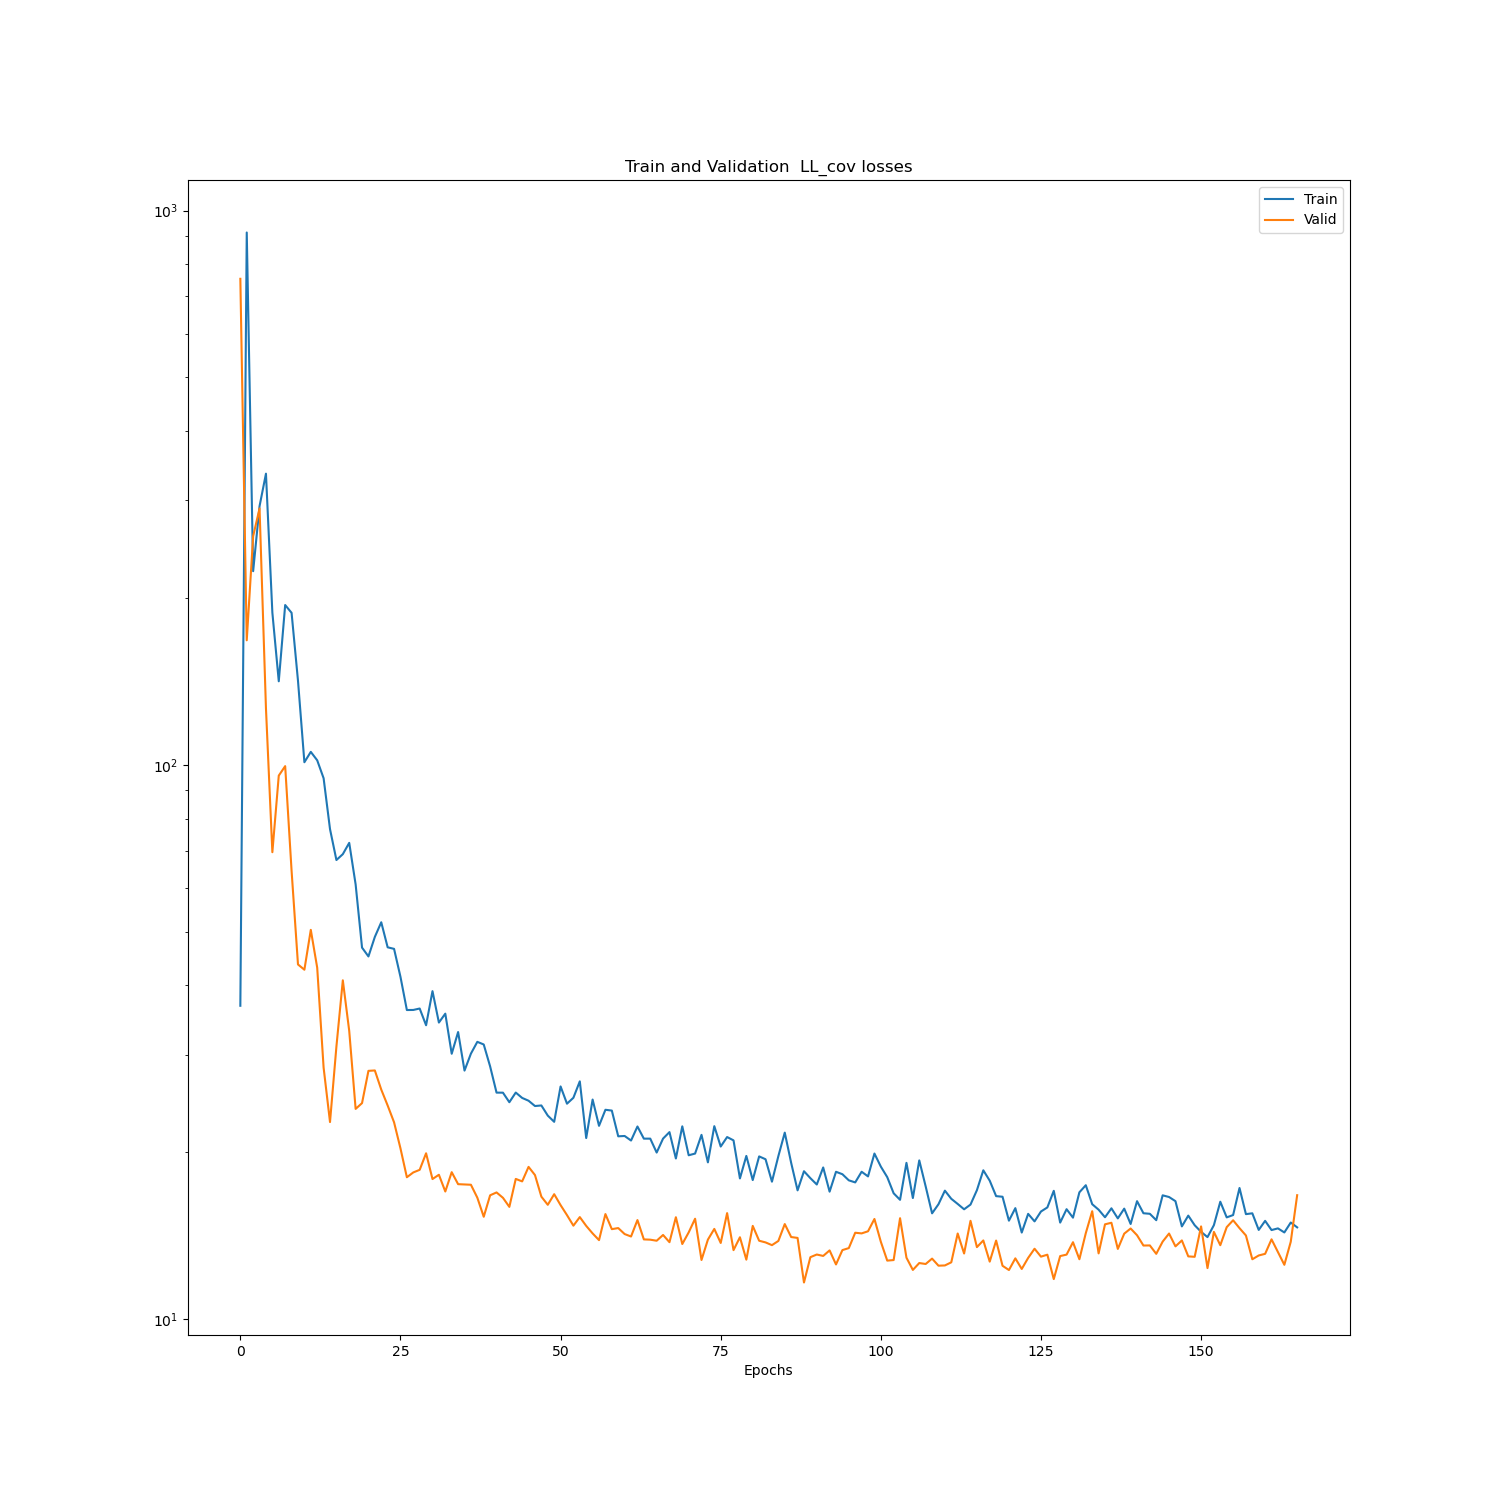 Train and Validation  LL_cov losses
Train
Valid
10³
10²
10¹
0 25 50 75 100 125 150
Epochs